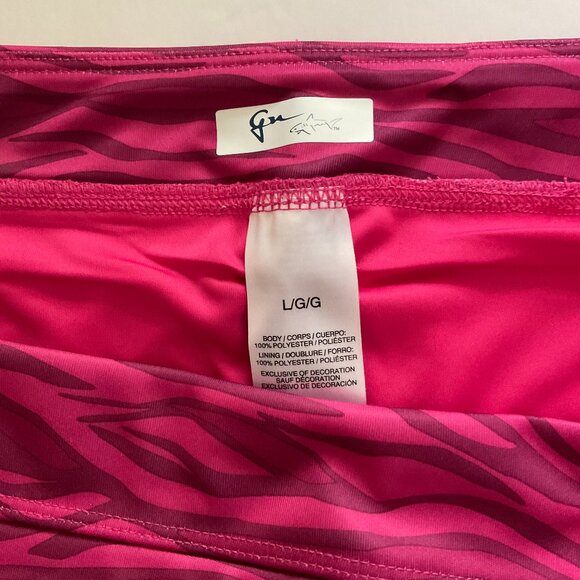 L/G/G
BODY / CORPS / CUERPO:
100% POLYESTER / POLIÉSTER
LINING / DOUBLURE / FORRO:
100% POLYESTER / POLIÉSTER
EXCLUSIVE OF DECORATION
SAUF DÉCORATION
EXCLUSIVO DE DECORACIÓN